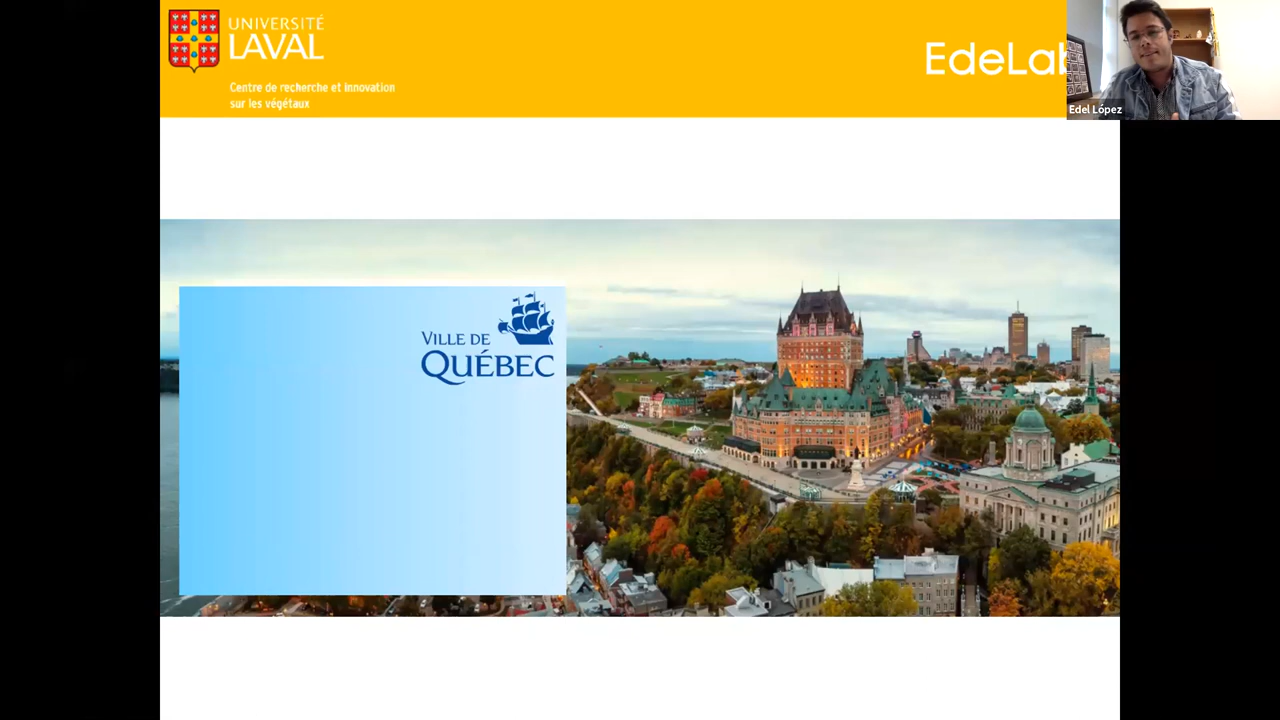 UNIVERSITÉ
LAVAL
Centre de recherche et innovation
sur les végétaux
EdeLab
Edel López
VILLE DE
QUÉBEC